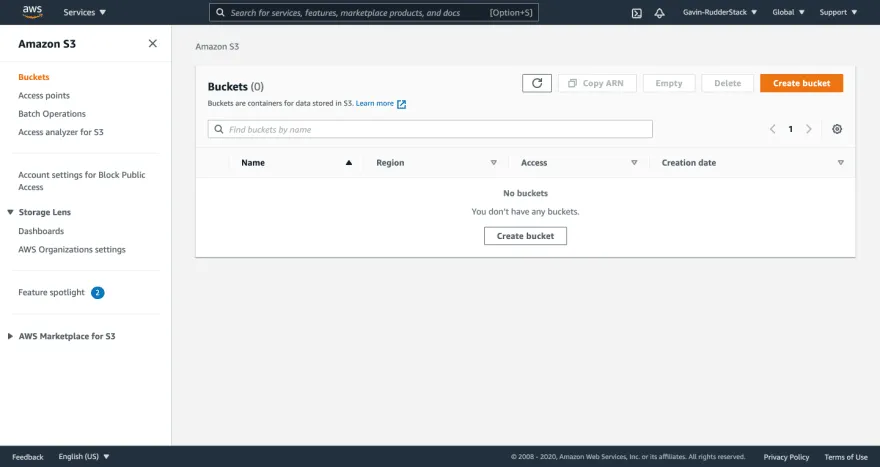 aws
Services
Search for services, features, marketplace products, and docs
[Option+S]
Gavin-RudderStack
Global
Support
Amazon S3
Buckets
Access points
Batch Operations
Access analyzer for S3
Account settings for Block Public
Access
Storage Lens
Dashboards
AWS Organizations settings
Feature spotlight 2
AWS Marketplace for S3
Amazon S3
Buckets (0)
Copy ARN
Empty
Delete
Create bucket
Buckets are containers for data stored in S3. Learn more
Find buckets by name
1
Name
Region
Access
Creation date
No buckets
You don't have any buckets.
Create bucket
Feedback
English (US)
© 2008 - 2020, Amazon Web Services, Inc. or its affiliates. All rights reserved.
Privacy Policy
Terms of Use